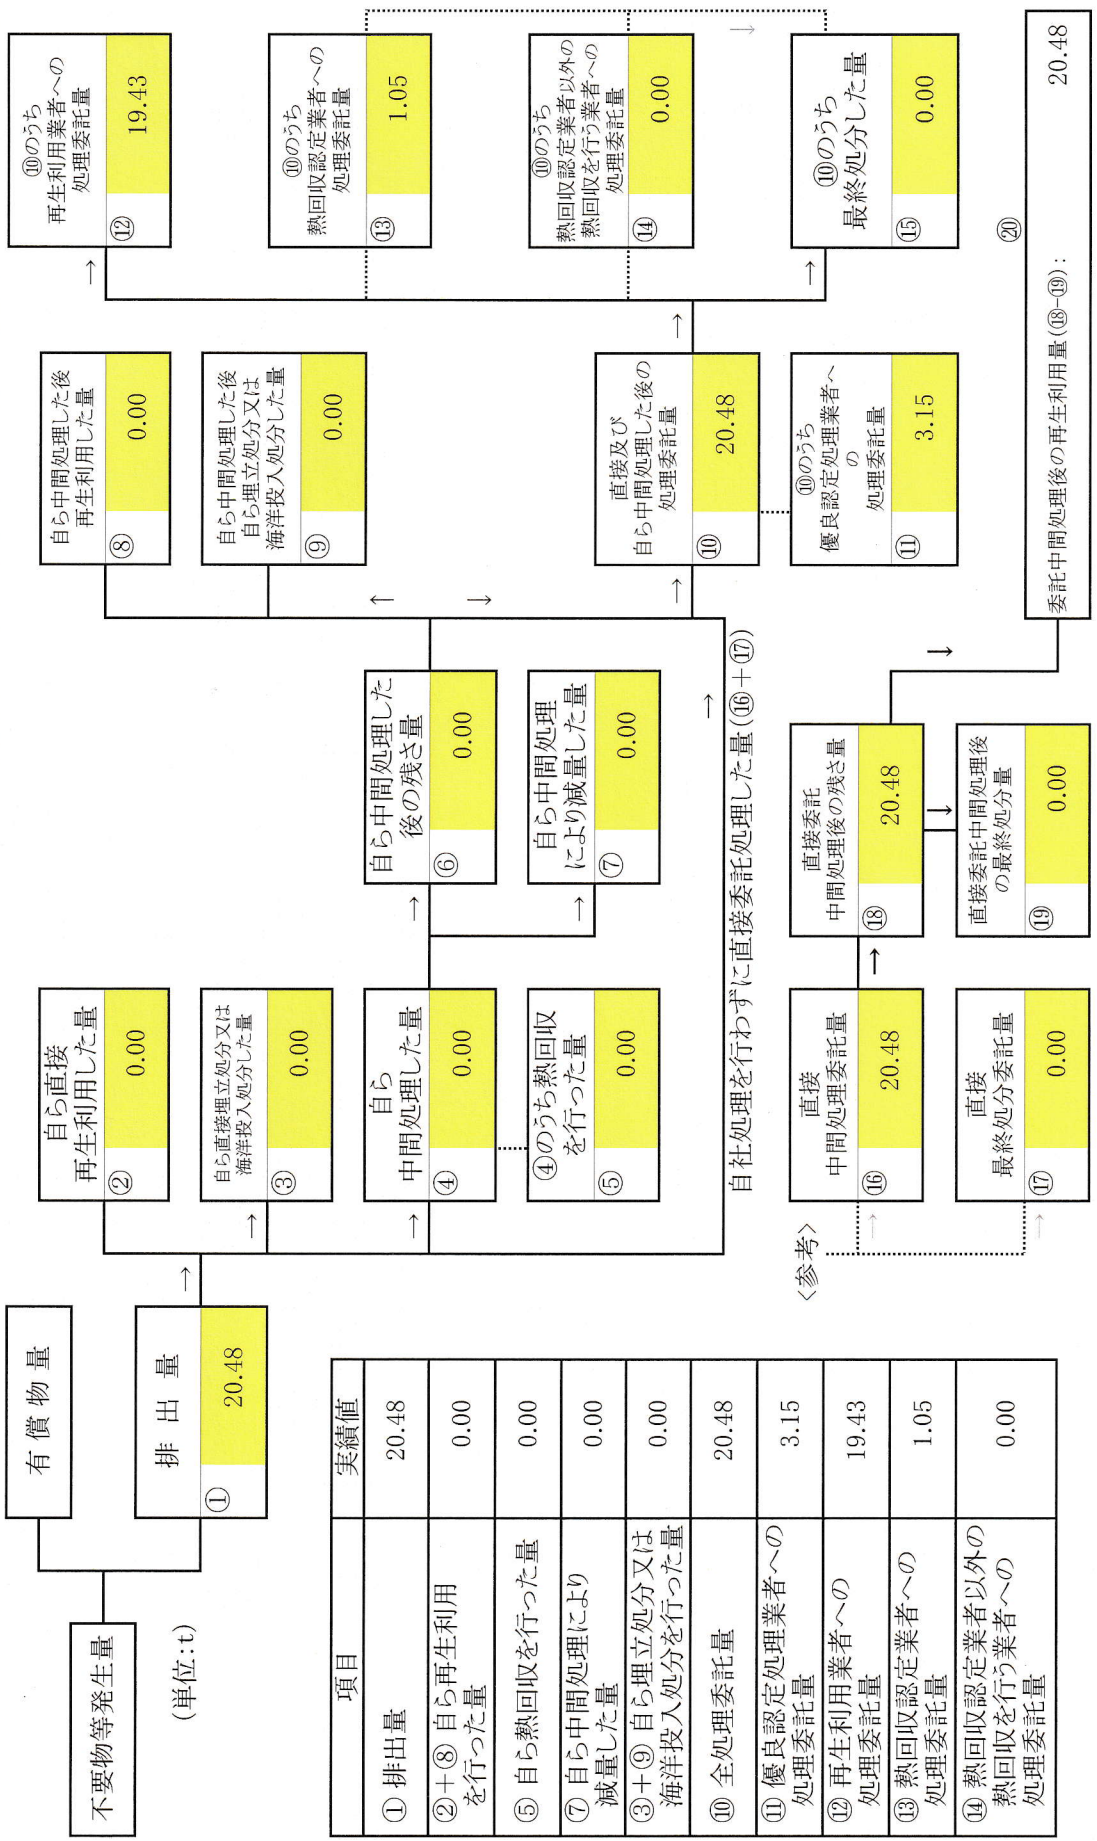 不要物等発生量
有償物量
排出量
①
20.48
(単位:t)
自ら直接
再生利用した量
②
0.00
自ら直接埋立処分又は
海洋投入処分した量
③
0.00
自ら
中間処理した量
④
0.00
④のうち熱回収
を行った量
⑤
0.00
自ら中間処理した
後の残さ量
⑥
0.00
自ら中間処理
により減量した量
⑦
0.00
自ら中間処理した後
再生利用した量
⑧
0.00
自ら中間処理した後
自ら埋立処分又は
海洋投入処分した量
⑨
0.00
直接及び
自ら中間処理した後の
処理委託量
⑩
20.48
⑩のうち
優良認定処理業者へ
の
処理委託量
⑪
3.15
⑩のうち
再生利用業者への
処理委託量
⑫
19.43
⑩のうち
熱回収認定業者への
処理委託量
⑬
1.05
⑩のうち
熱回収認定業者以外の
熱回収を行う業者への
処理委託量
⑭
0.00
⑩のうち
最終処分した量
⑮
0.00
自社処理を行わずに直接委託処理した量(⑯+⑰)
<参考>
直接
中間処理委託量
⑯
20.48
直接
最終処分委託量
⑰
0.00
直接委託
中間処理後の残さ量
⑱
20.48
直接委託中間処理後
の最終処分量
⑲
0.00
⑳
委託中間処理後の再生利用量(⑱-⑲): 20.48
項目 実績値
① 排出量 20.48
②+⑧ 自ら再生利用
を行った量 0.00
⑤ 自ら熱回収を行った量 0.00
⑦ 自ら中間処理により
減量した量 0.00
③+⑨ 自ら埋立処分又は
海洋投入処分を行った量 0.00
⑩ 全処理委託量 20.48
⑪ 優良認定処理業者への
処理委託量 3.15
⑫ 再生利用業者への
処理委託量 19.43
⑬ 熱回収認定業者への
処理委託量 1.05
⑭ 熱回収認定業者以外の
熱回収を行う業者への
処理委託量 0.00